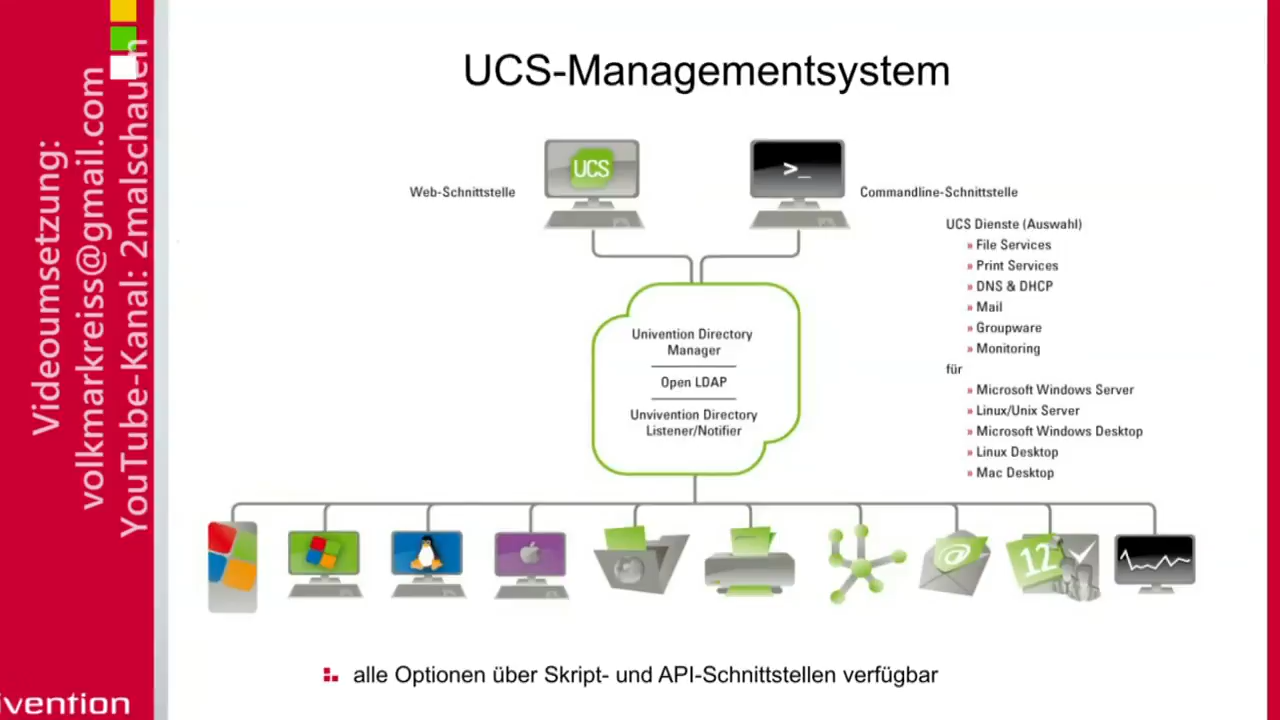 Videoumsetzung:
volkmarkreiss@gmail.com
YouTube-Kanal: 2malschauen
ivention
UCS-Managementsystem
UCS
>_
Web-Schnittstelle
Commandline-Schnittstelle
UCS Dienste (Auswahl)
» File Services
» Print Services
» DNS & DHCP
» Mail
» Groupware
» Monitoring
für
» Microsoft Windows Server
» Linux/Unix Server
» Microsoft Windows Desktop
» Linux Desktop
» Mac Desktop
Univention Directory
Manager
Open LDAP
Unvivention Directory
Listener/Notifier
@
12
alle Optionen über Skript- und API-Schnittstellen verfügbar